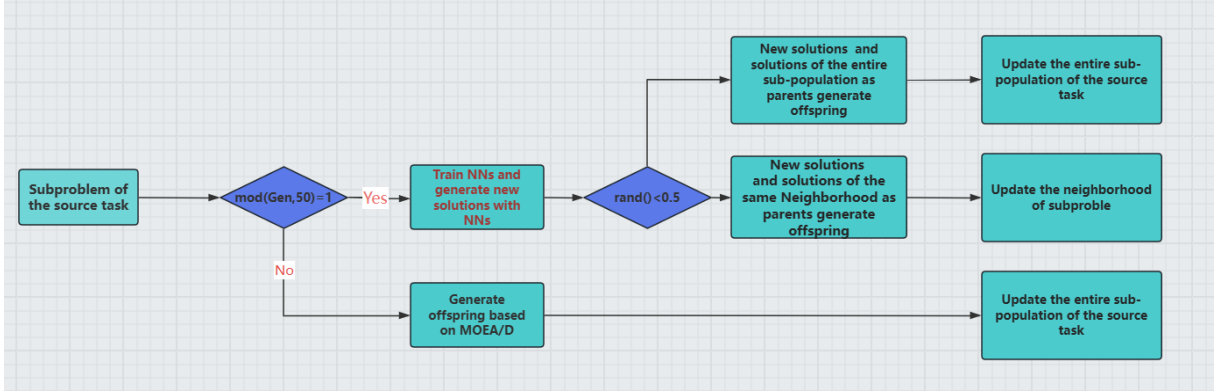 Subproblem of
the source task
mod(Gen,50)=1
Yes
No
Train NNs and
generate new
solutions with
NNs
rand()<0.5
New solutions and
solutions of the entire
sub-population as
parents generate
offspring
Update the entire sub-
population of the source
task
New solutions
and solutions of the
same Neighborhood as
parents generate
offspring
Update the neighborhood
of subproble
Generate
offspring based
on MOEA/D
Update the entire sub-
population of the source
task